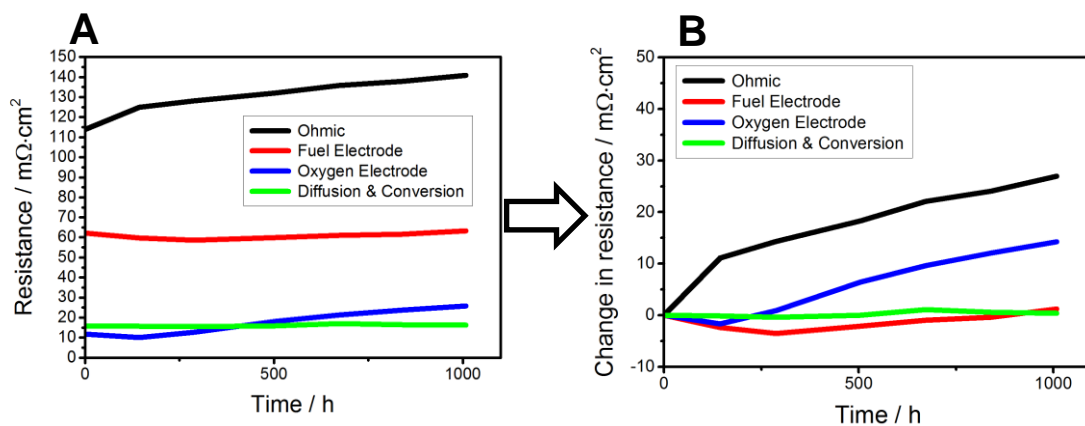 A
Resistance / mΩ·cm²
150
140
130
120
110
100
90
80
70
60
50
40
30
20
10
0
Ohmic
Fuel Electrode
Oxygen Electrode
Diffusion & Conversion
0
500
1000
Time / h
B
Change in resistance / mΩ·cm²
50
40
30
20
10
0
-10
Ohmic
Fuel Electrode
Oxygen Electrode
Diffusion & Conversion
0
500
1000
Time / h